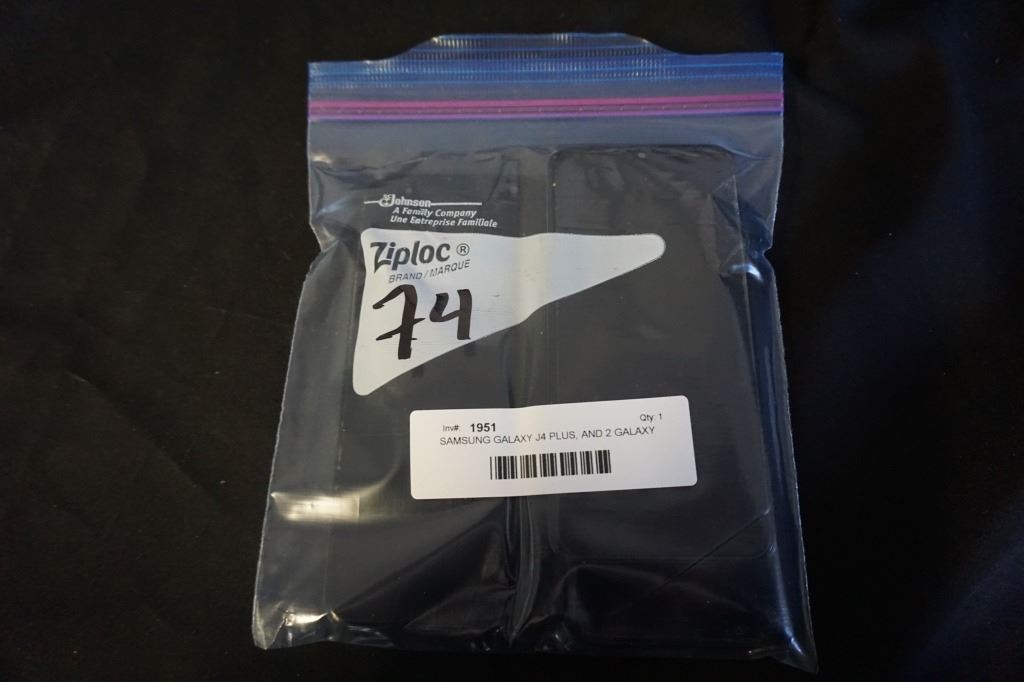 Johnson
A Family Company
Une Entreprise Familiale
Ziploc®
BRAND / MARQUE
74
Inv#: 1951 Qty: 1
SAMSUNG GALAXY J4 PLUS, AND 2 GALAXY